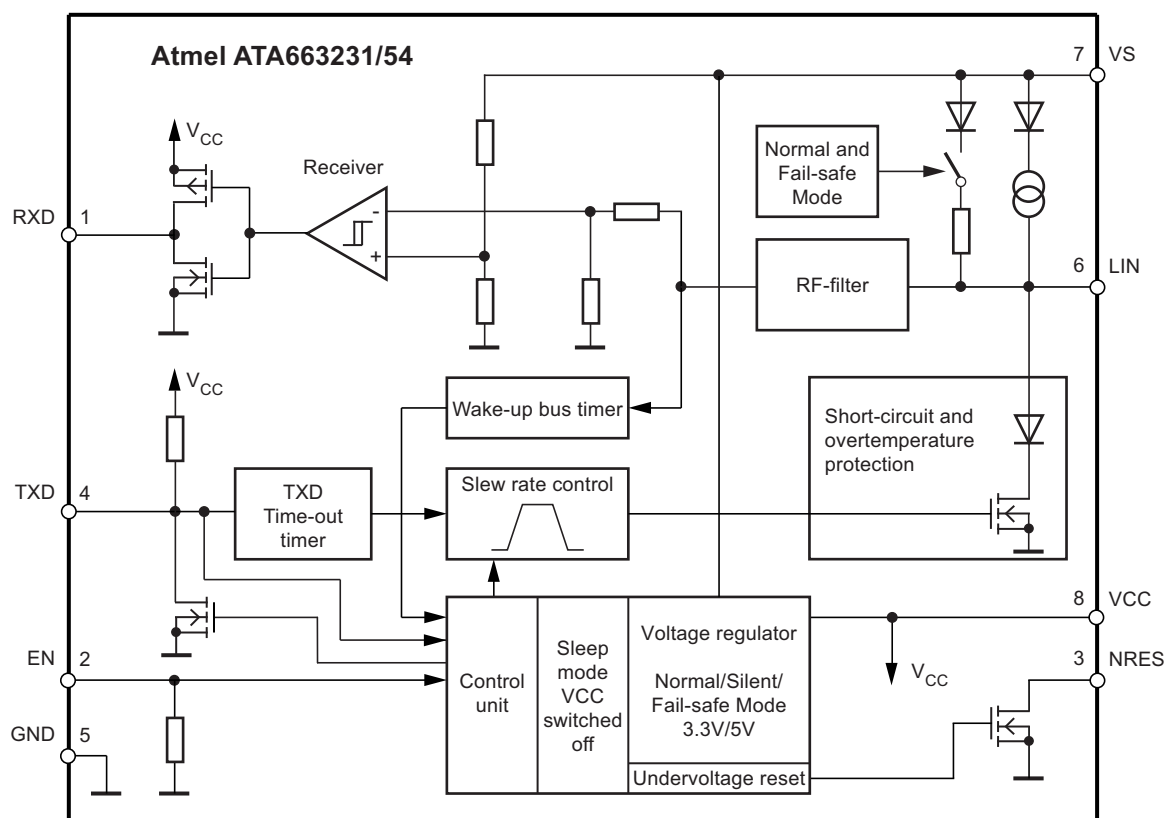 Atmel ATA663231/54
7 VS
VCC
Receiver
Normal and
Fail-safe
Mode
RXD 1
-
+
6 LIN
RF-filter
VCC
Wake-up bus timer
Short-circuit and
overtemperature
protection
TXD 4
TXD
Time-out
timer
Slew rate control
8 VCC
Voltage regulator
Normal/Silent/
Fail-safe Mode
3.3V/5V
Sleep
mode
VCC
switched
off
Control
unit
EN 2
VCC
3 NRES
GND 5
Undervoltage reset